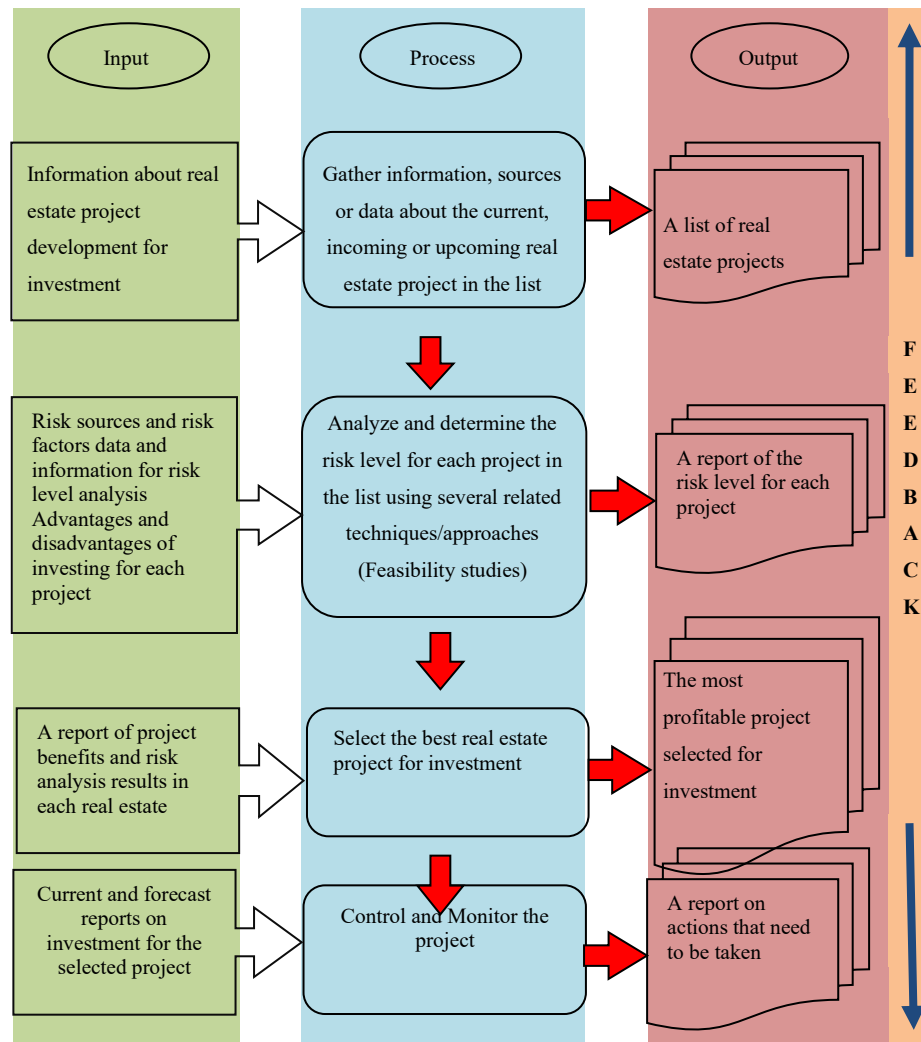 Input
Process
Output
Information about real
estate project
development for
investment
Gather information, sources
or data about the current,
incoming or upcoming real
estate project in the list
A list of real
estate projects
Risk sources and risk
factors data and
information for risk
level analysis
Advantages and
disadvantages of
investing for each
project
Analyze and determine the
risk level for each project in
the list using several related
techniques/approaches
(Feasibility studies)
A report of the
risk level for each
project
A report of project
benefits and risk
analysis results in
each real estate
Select the best real estate
project for investment
The most
profitable project
selected for
investment
Current and forecast
reports on
investment for the
selected project
Control and Monitor the
project
A report on
actions that need
to be taken
F
E
E
D
B
A
C
K